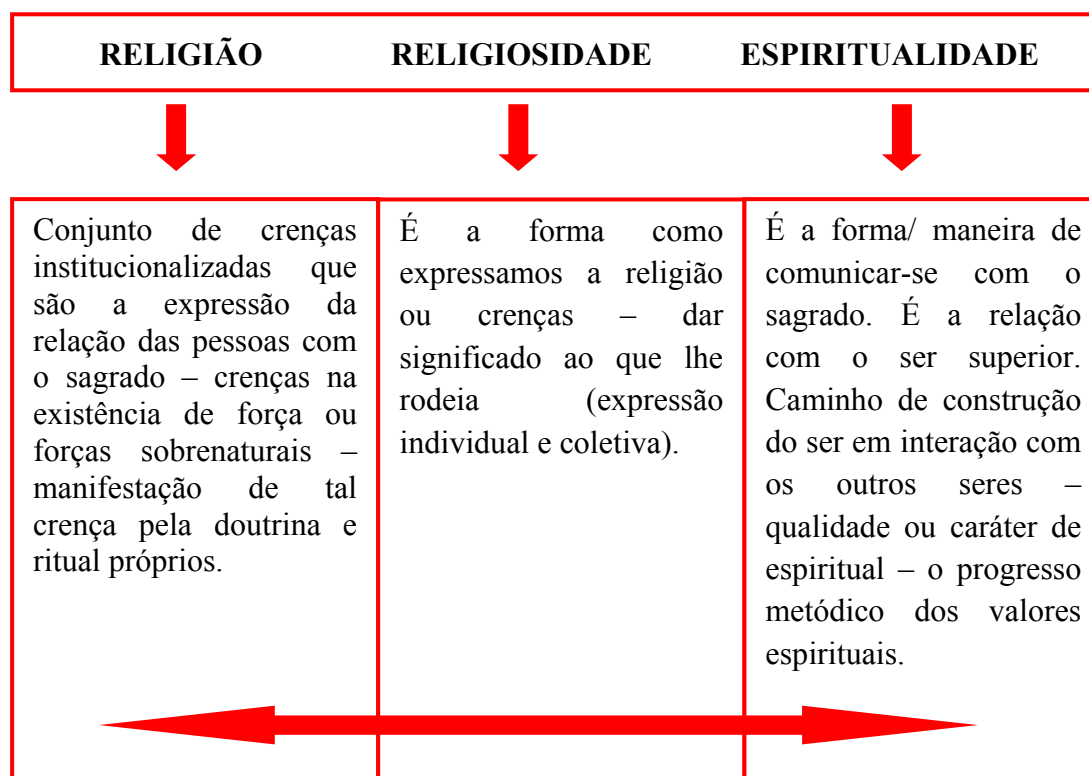 RELIGIÃO RELIGIOSIDADE ESPIRITUALIDADE
Conjunto de crenças
institucionalizadas que
são a expressão da
relação das pessoas com
o sagrado – crenças na
existência de força ou
forças sobrenaturais –
manifestação de tal
crença pela doutrina e
ritual próprios.
É a forma como
expressamos a religião
ou crenças – dar
significado ao que lhe
rodeia (expressão
individual e coletiva).
É a forma/ maneira de
comunicar-se com o
sagrado. É a relação
com o ser superior.
Caminho de construção
do ser em interação com
os outros seres –
qualidade ou caráter de
espiritual – o progresso
metódico dos valores
espirituais.